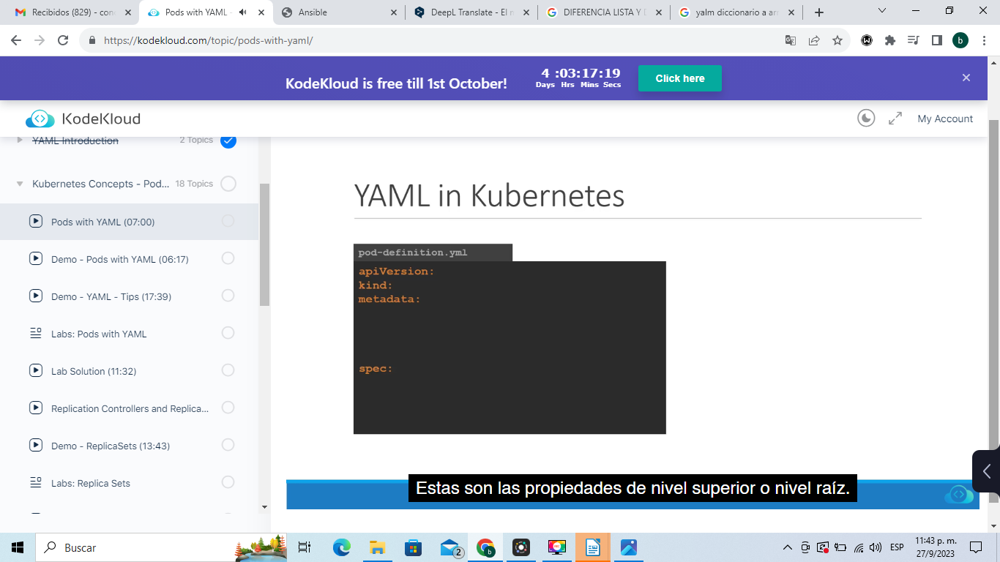 Recibidos (829) - con
Pods with YAML -
Ansible
DeepL Translate - El m
DIFERENCIA LISTA Y D
yalm diccionario a arr
https://kodekloud.com/topic/pods-with-yaml/
b
KodeKloud is free till 1st October!
4 :03:17:19
Days Hrs Mins Secs
Click here
KodeKloud
My Account
YAML Introduction
2 Topics
Kubernetes Concepts - Pod...
18 Topics
Pods with YAML (07:00)
Demo - Pods with YAML (06:17)
Demo - YAML - Tips (17:39)
Labs: Pods with YAML
Lab Solution (11:32)
Replication Controllers and Replica...
Demo - ReplicaSets (13:43)
Labs: Replica Sets
YAML in Kubernetes
pod-definition.yml
apiVersion:
kind:
metadata:
spec:
Estas son las propiedades de nivel superior o nivel raíz.
Buscar
2
b
ESP
11:43 p. m.
27/9/2023